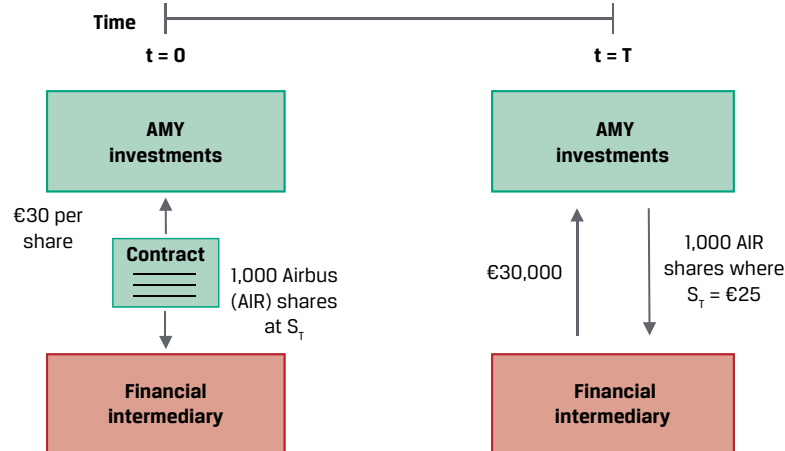 Time
t = 0
t = T
AMY
investments
AMY
investments
€30 per
share
Contract
1,000 Airbus
(AIR) shares
at S_T
€30,000
1,000 AIR
shares where
S_T = €25
Financial
intermediary
Financial
intermediary